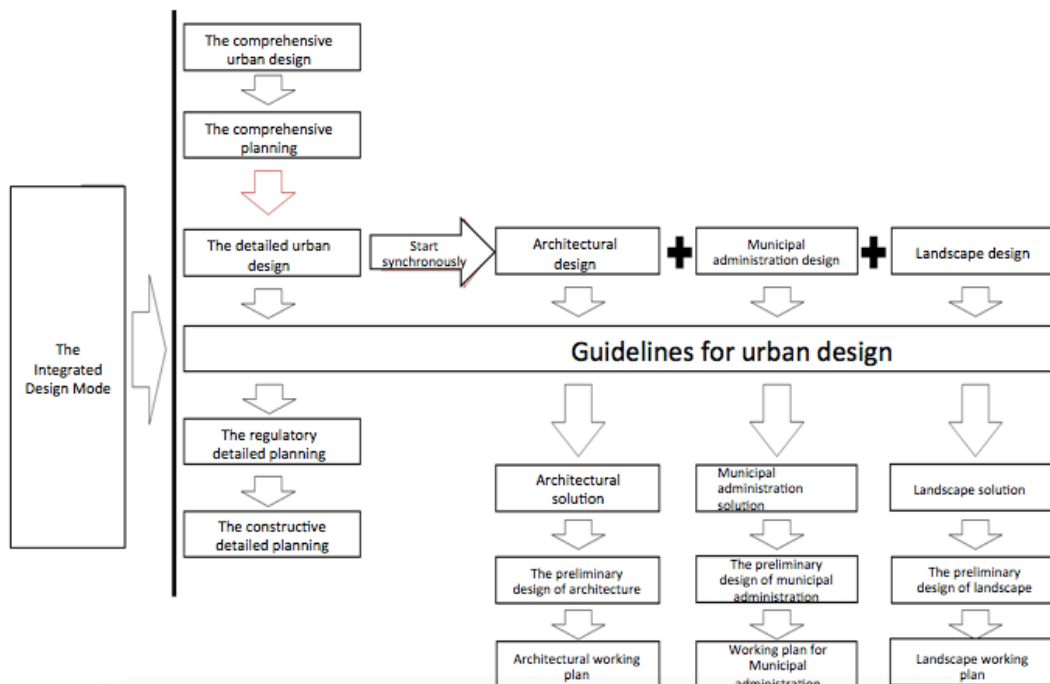 The comprehensive
urban design
The comprehensive
planning
The
Integrated
Design Mode
The detailed urban
design
Start
synchronously
Architectural
design
Municipal
administration design
Landscape design
Guidelines for urban design
The regulatory
detailed planning
The constructive
detailed planning
Architectural
solution
Municipal
administration
solution
Landscape solution
The preliminary
design of architecture
The preliminary
design of municipal
administration
The preliminary
design of landscape
Architectural working
plan
Working plan for
Municipal
administration
Landscape working
plan